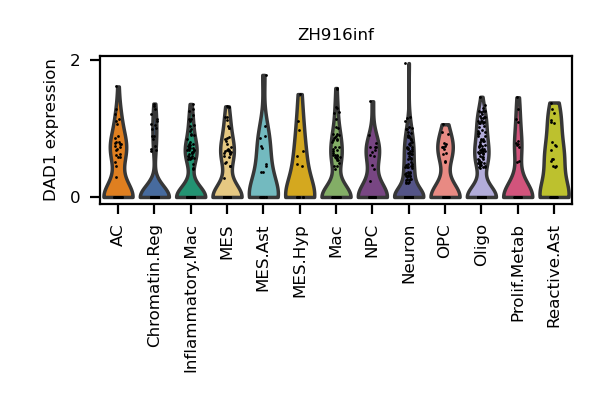 ZH916inf
DAD1 expression
2
0
AC
Chromatin.Reg
Inflammatory.Mac
MES
MES.Ast
MES.Hyp
Mac
NPC
Neuron
OPC
Oligo
Prolif.Metab
Reactive.Ast